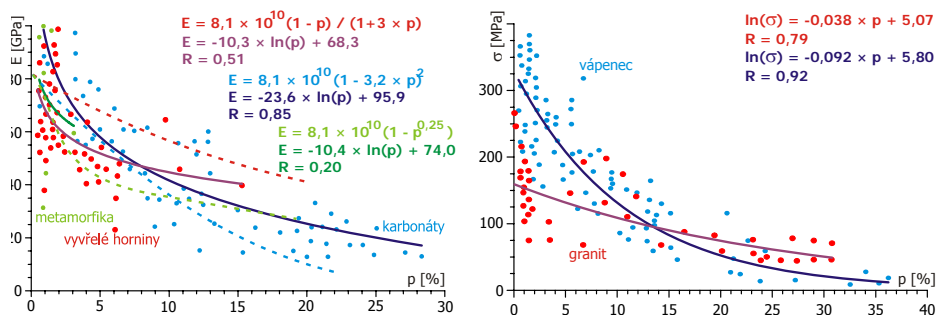 E = 8,1 × 10^10(1 - p) / (1+3 × p)
E = -10,3 × ln(p) + 68,3
R = 0,51
E = 8,1 × 10^10(1 - 3,2 × p)^2
E = -23,6 × ln(p) + 95,9
R = 0,85
E = 8,1 × 10^10(1 - p^0,25)
E = -10,4 × ln(p) + 74,0
R = 0,20
E [GPa]
80
60
40
20
0
metamorfika
vyvřelé horniny
karbonáty
p [%]
0 5 10 15 20 25 30
ln(σ) = -0,038 × p + 5,07
R = 0,79
ln(σ) = -0,092 × p + 5,80
R = 0,92
σ [MPa]
vápenec
300
200
100
0
granit
p [%]
0 5 10 15 20 25 30 35 40